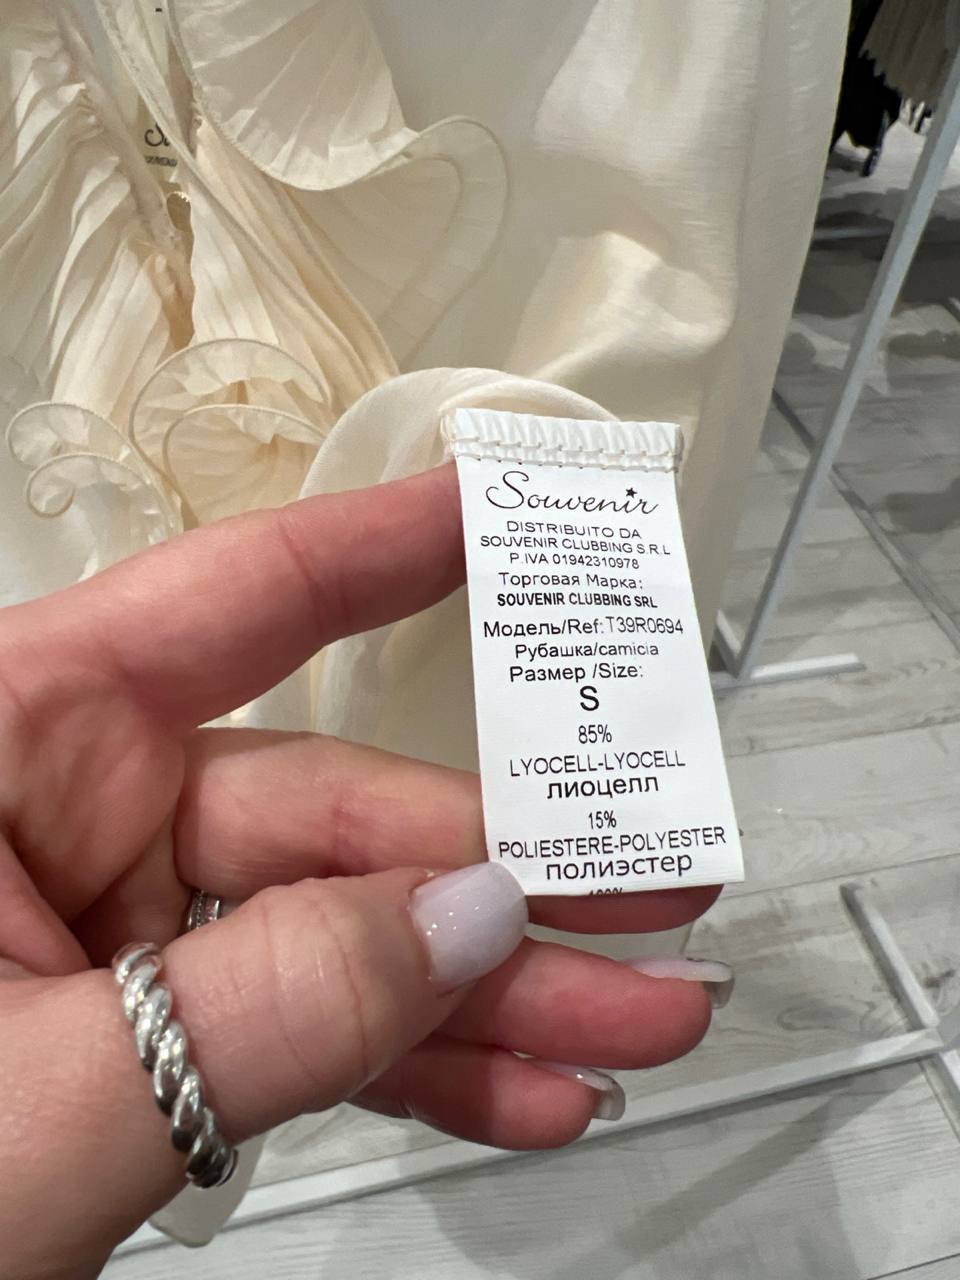 Souvenir
DISTRIBUITO DA
SOUVENIR CLUBBING S.R.L
P.IVA 01942310978
Торговая Марка:
SOUVENIR CLUBBING SRL
Модель/Ref:T39R0694
Рубашка/camicia
Размер /Size:
S
85%
LYOCELL-LYOCELL
лиоцелл
15%
POLIESTERE-POLYESTER
полиэстер
100%